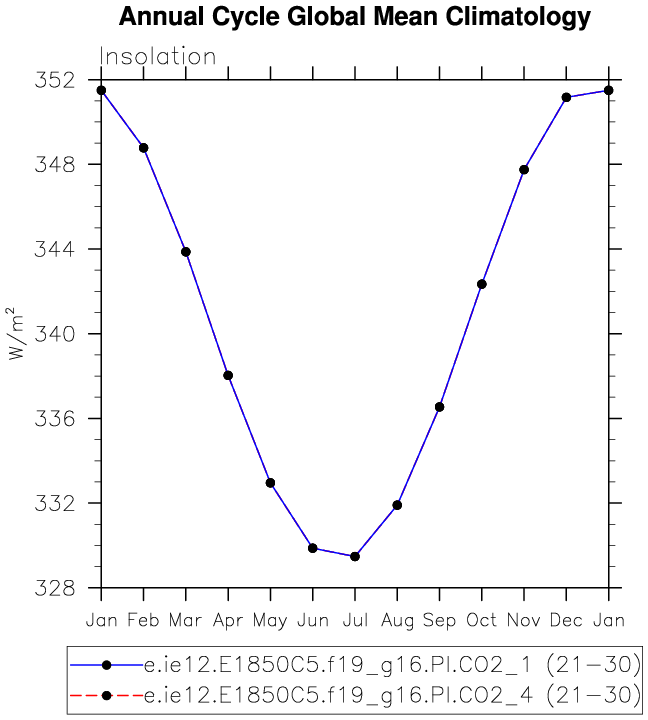 Annual Cycle Global Mean Climatology
Insolation
352
348
344
340
336
332
328
W/m²
Jan Feb Mar Apr May Jun Jul Aug Sep Oct Nov Dec Jan
e.ie12.E1850C5.f19_g16.PI.CO2_1 (21-30)
e.ie12.E1850C5.f19_g16.PI.CO2_4 (21-30)